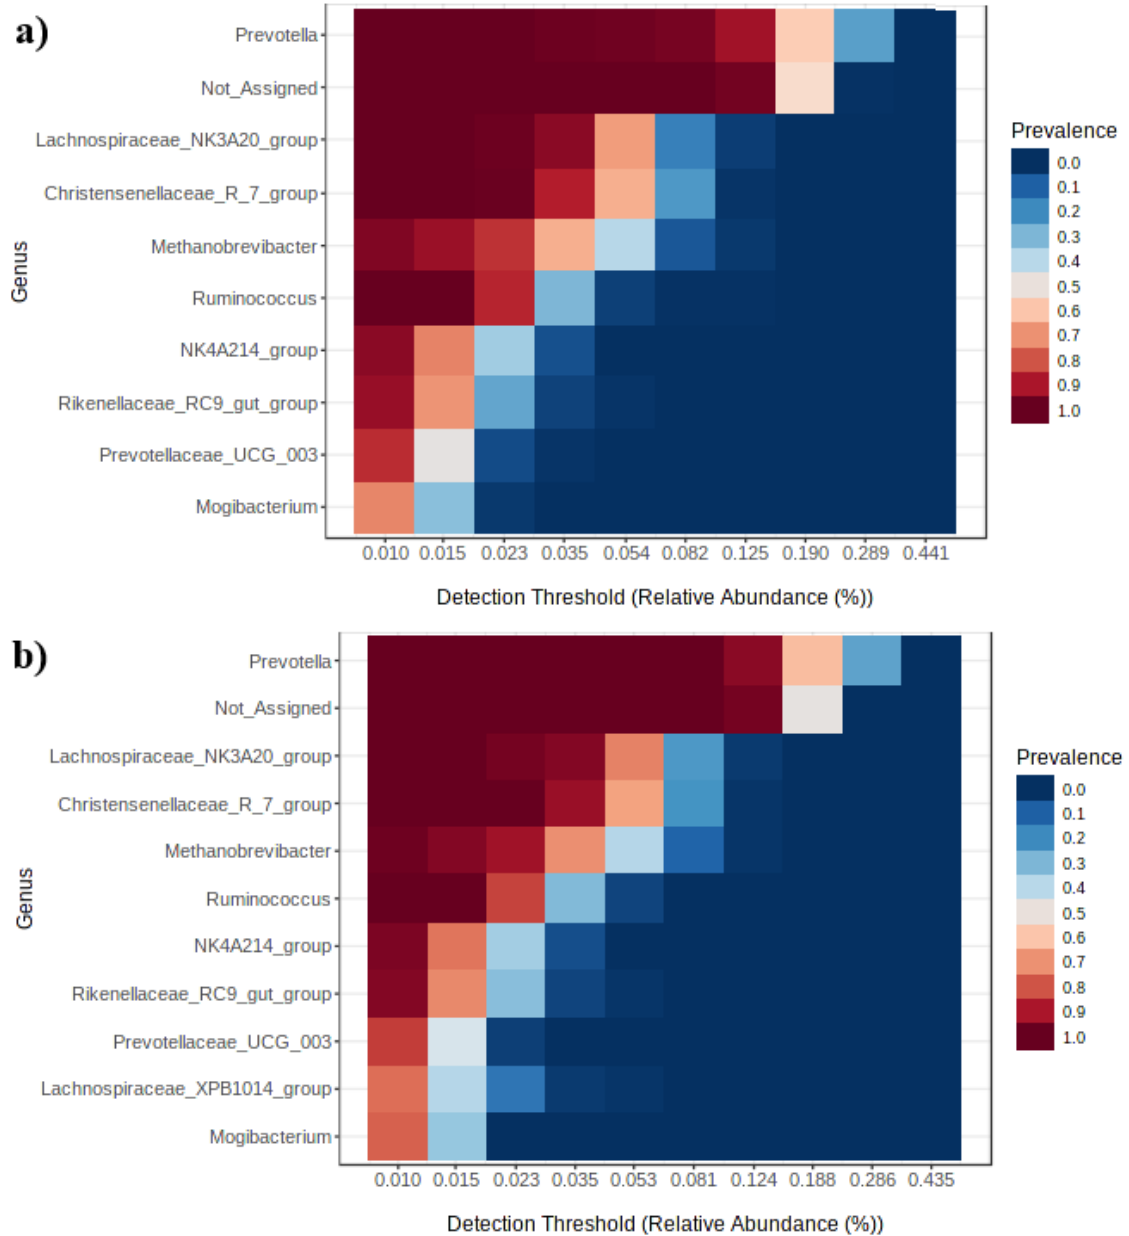 a)
Prevotella
Not_Assigned
Lachnospiraceae_NK3A20_group
Christensenellaceae_R_7_group
Methanobrevibacter
Ruminococcus
NK4A214_group
Rikenellaceae_RC9_gut_group
Prevotellaceae_UCG_003
Mogibacterium
Genus
0.010 0.015 0.023 0.035 0.054 0.082 0.125 0.190 0.289 0.441
Detection Threshold (Relative Abundance (%))
Prevalence
0.0
0.1
0.2
0.3
0.4
0.5
0.6
0.7
0.8
0.9
1.0
b)
Prevotella
Not_Assigned
Lachnospiraceae_NK3A20_group
Christensenellaceae_R_7_group
Methanobrevibacter
Ruminococcus
NK4A214_group
Rikenellaceae_RC9_gut_group
Prevotellaceae_UCG_003
Lachnospiraceae_XPB1014_group
Mogibacterium
Genus
0.010 0.015 0.023 0.035 0.053 0.081 0.124 0.188 0.286 0.435
Detection Threshold (Relative Abundance (%))
Prevalence
0.0
0.1
0.2
0.3
0.4
0.5
0.6
0.7
0.8
0.9
1.0